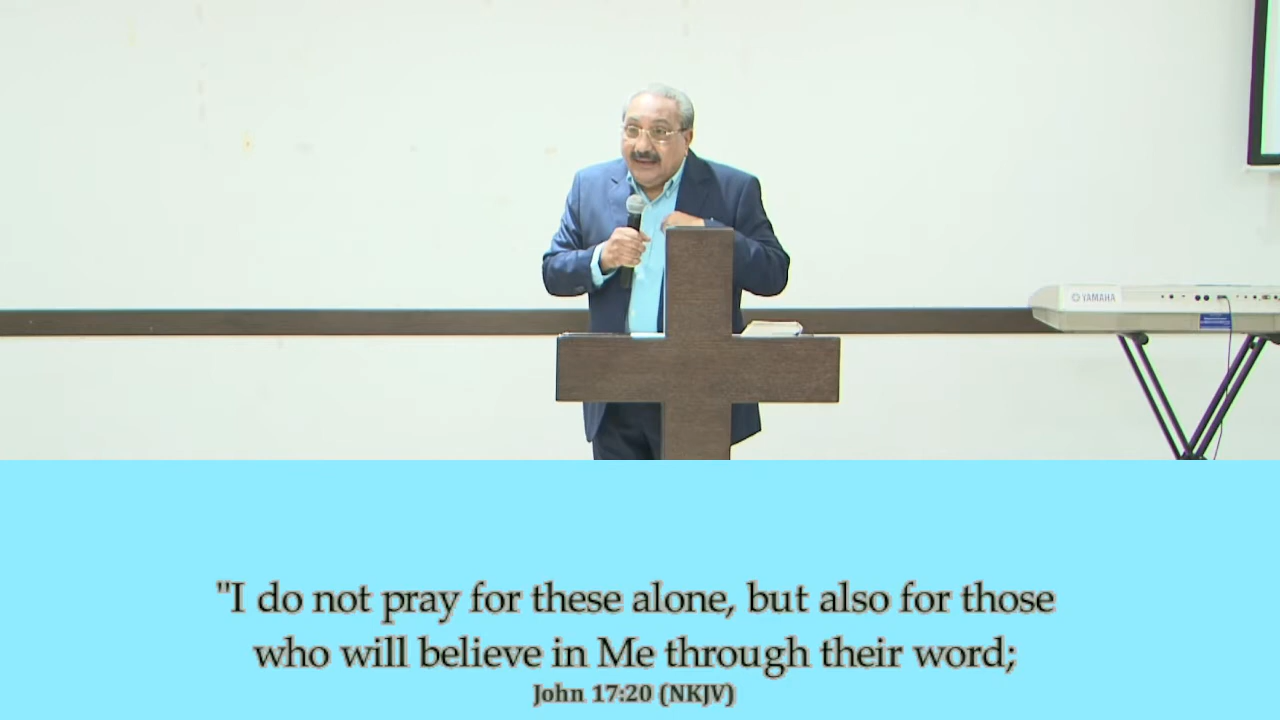 YAMAHA
"I do not pray for these alone, but also for those
who will believe in Me through their word;
John 17:20 (NKJV)